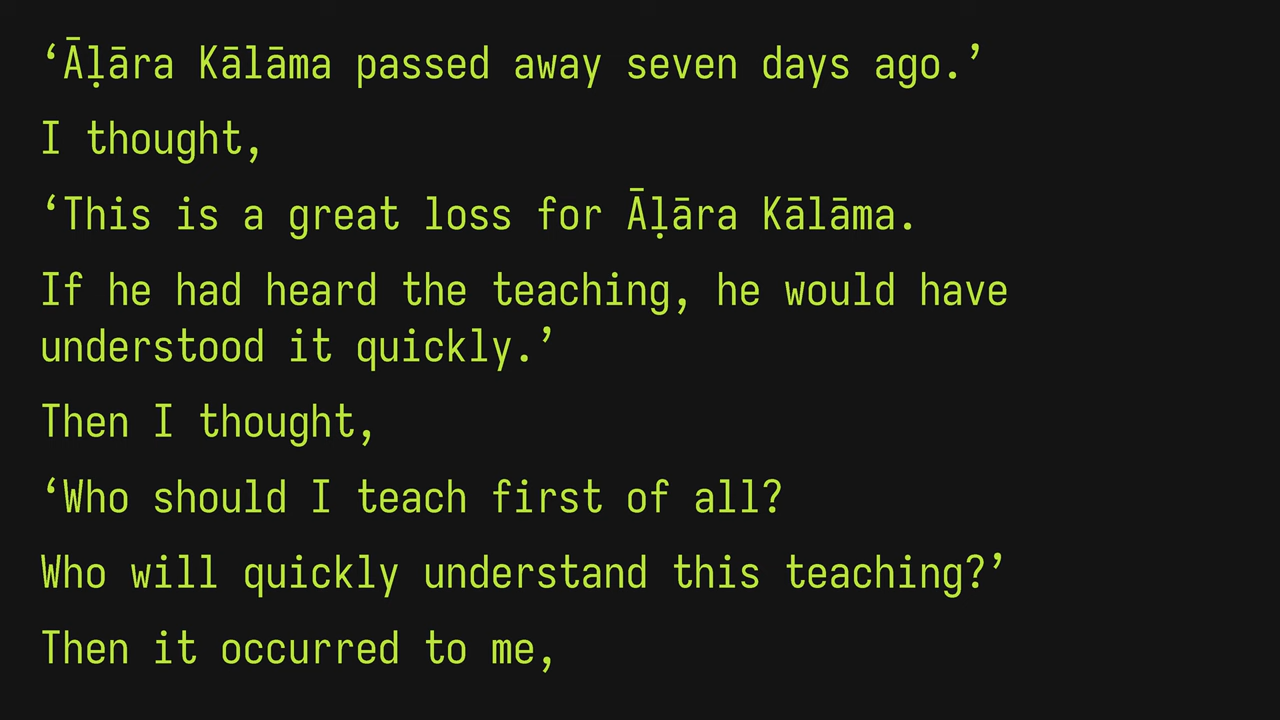 ‘Āḷāra Kālāma passed away seven days ago.’
I thought,
‘This is a great loss for Āḷāra Kālāma.
If he had heard the teaching, he would have
understood it quickly.’
Then I thought,
‘Who should I teach first of all?
Who will quickly understand this teaching?’
Then it occurred to me,